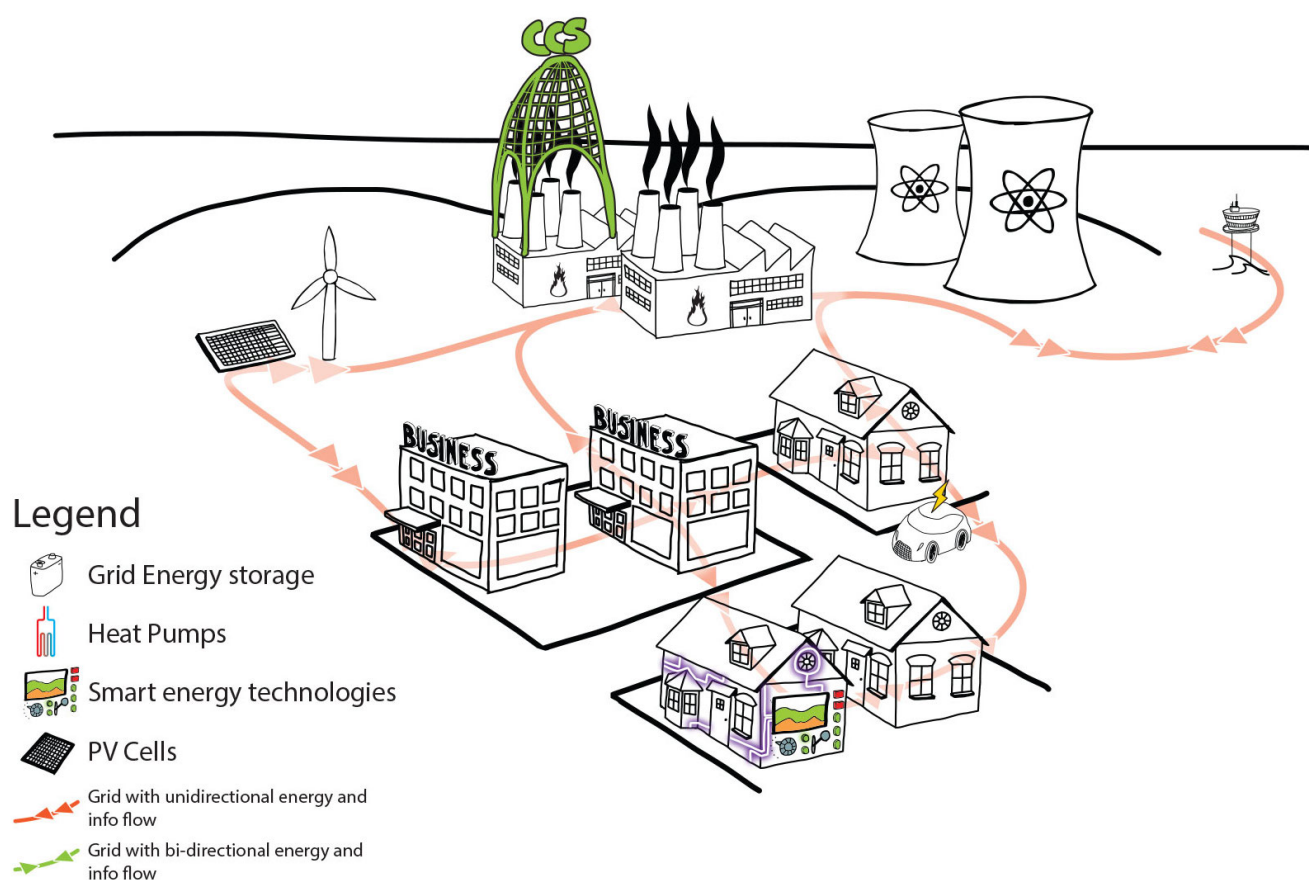 CCS
BUSINESS
BUSINESS
Legend
Grid Energy storage
Heat Pumps
Smart energy technologies
PV Cells
Grid with unidirectional energy and
info flow
Grid with bi-directional energy and
info flow